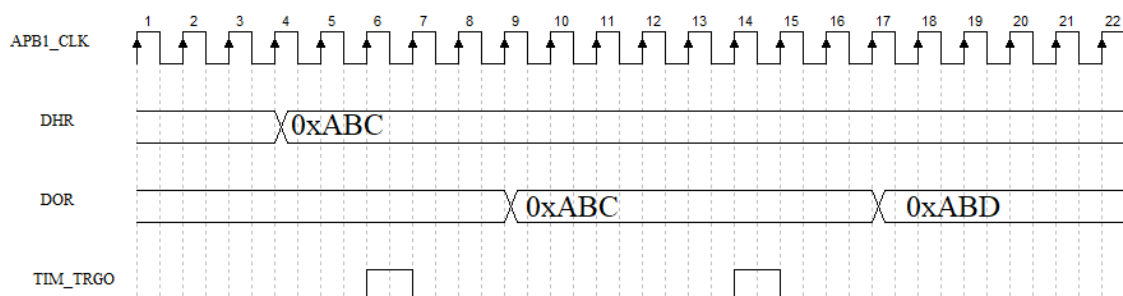 1 2 3 4 5 6 7 8 9 10 11 12 13 14 15 16 17 18 19 20 21 22
APB1_CLK
DHR 0xABC
DOR 0xABC 0xABD
TIM_TRGO